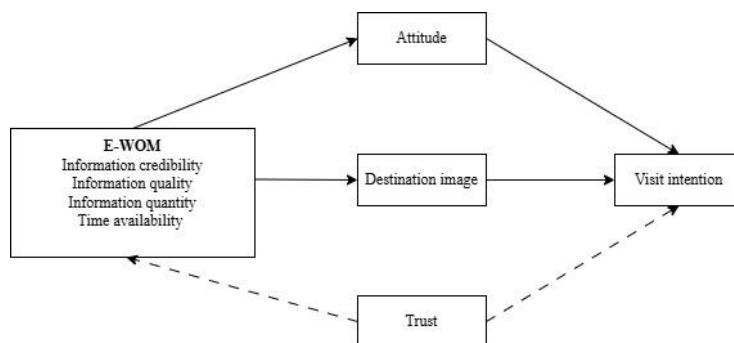 Attitude
E-WOM
Information credibility
Information quality
Information quantity
Time availability
Destination image
Visit intention
Trust